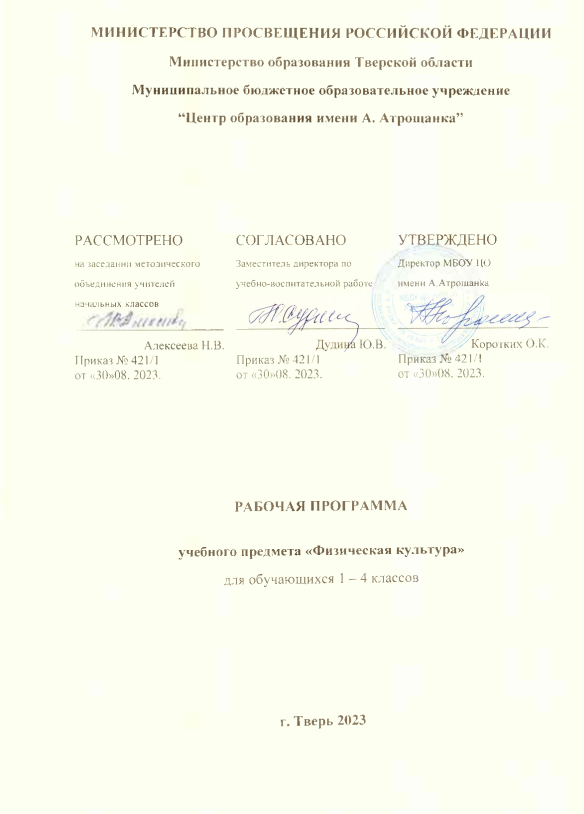 МИНИСТЕРСТВО ПРОСВЕЩЕНИЯ РОССИЙСКОЙ ФЕДЕРАЦИИ
Министерство образования Тверской области
Муниципальное бюджетное образовательное учреждение
“Центр образования имени А. Атрощанка”
РАССМОТРЕНО
на заседании методического
объединения учителей
начальных классов
Алексеева Н.В.
Приказ № 421/1
от «30»08. 2023.
СОГЛАСОВАНО
Заместитель директора по
учебно-воспитательной работе
Дудина Ю.В.
Приказ № 421/1
от «30»08. 2023.
УТВЕРЖДЕНО
Директор МБОУ ЦО
имени А.Атрощанка
Коротких О.К.
Приказ № 421/1
от «30»08. 2023.
РАБОЧАЯ ПРОГРАММА
учебного предмета «Физическая культура»
для обучающихся 1 – 4 классов
г. Тверь 2023